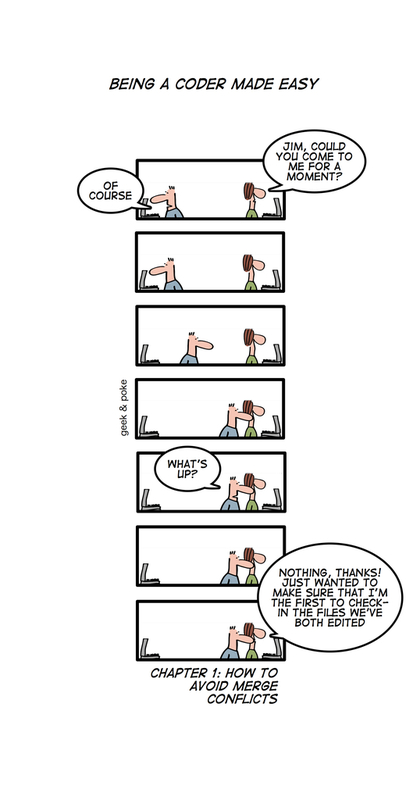 BEING A CODER MADE EASY
JIM, COULD
YOU COME TO
ME FOR A
MOMENT?
OF
COURSE
geek & poke
WHAT'S
UP?
NOTHING, THANKS!
JUST WANTED TO
MAKE SURE THAT I'M
THE FIRST TO CHECK-
IN THE FILES WE'VE
BOTH EDITED
CHAPTER 1: HOW TO
AVOID MERGE
CONFLICTS